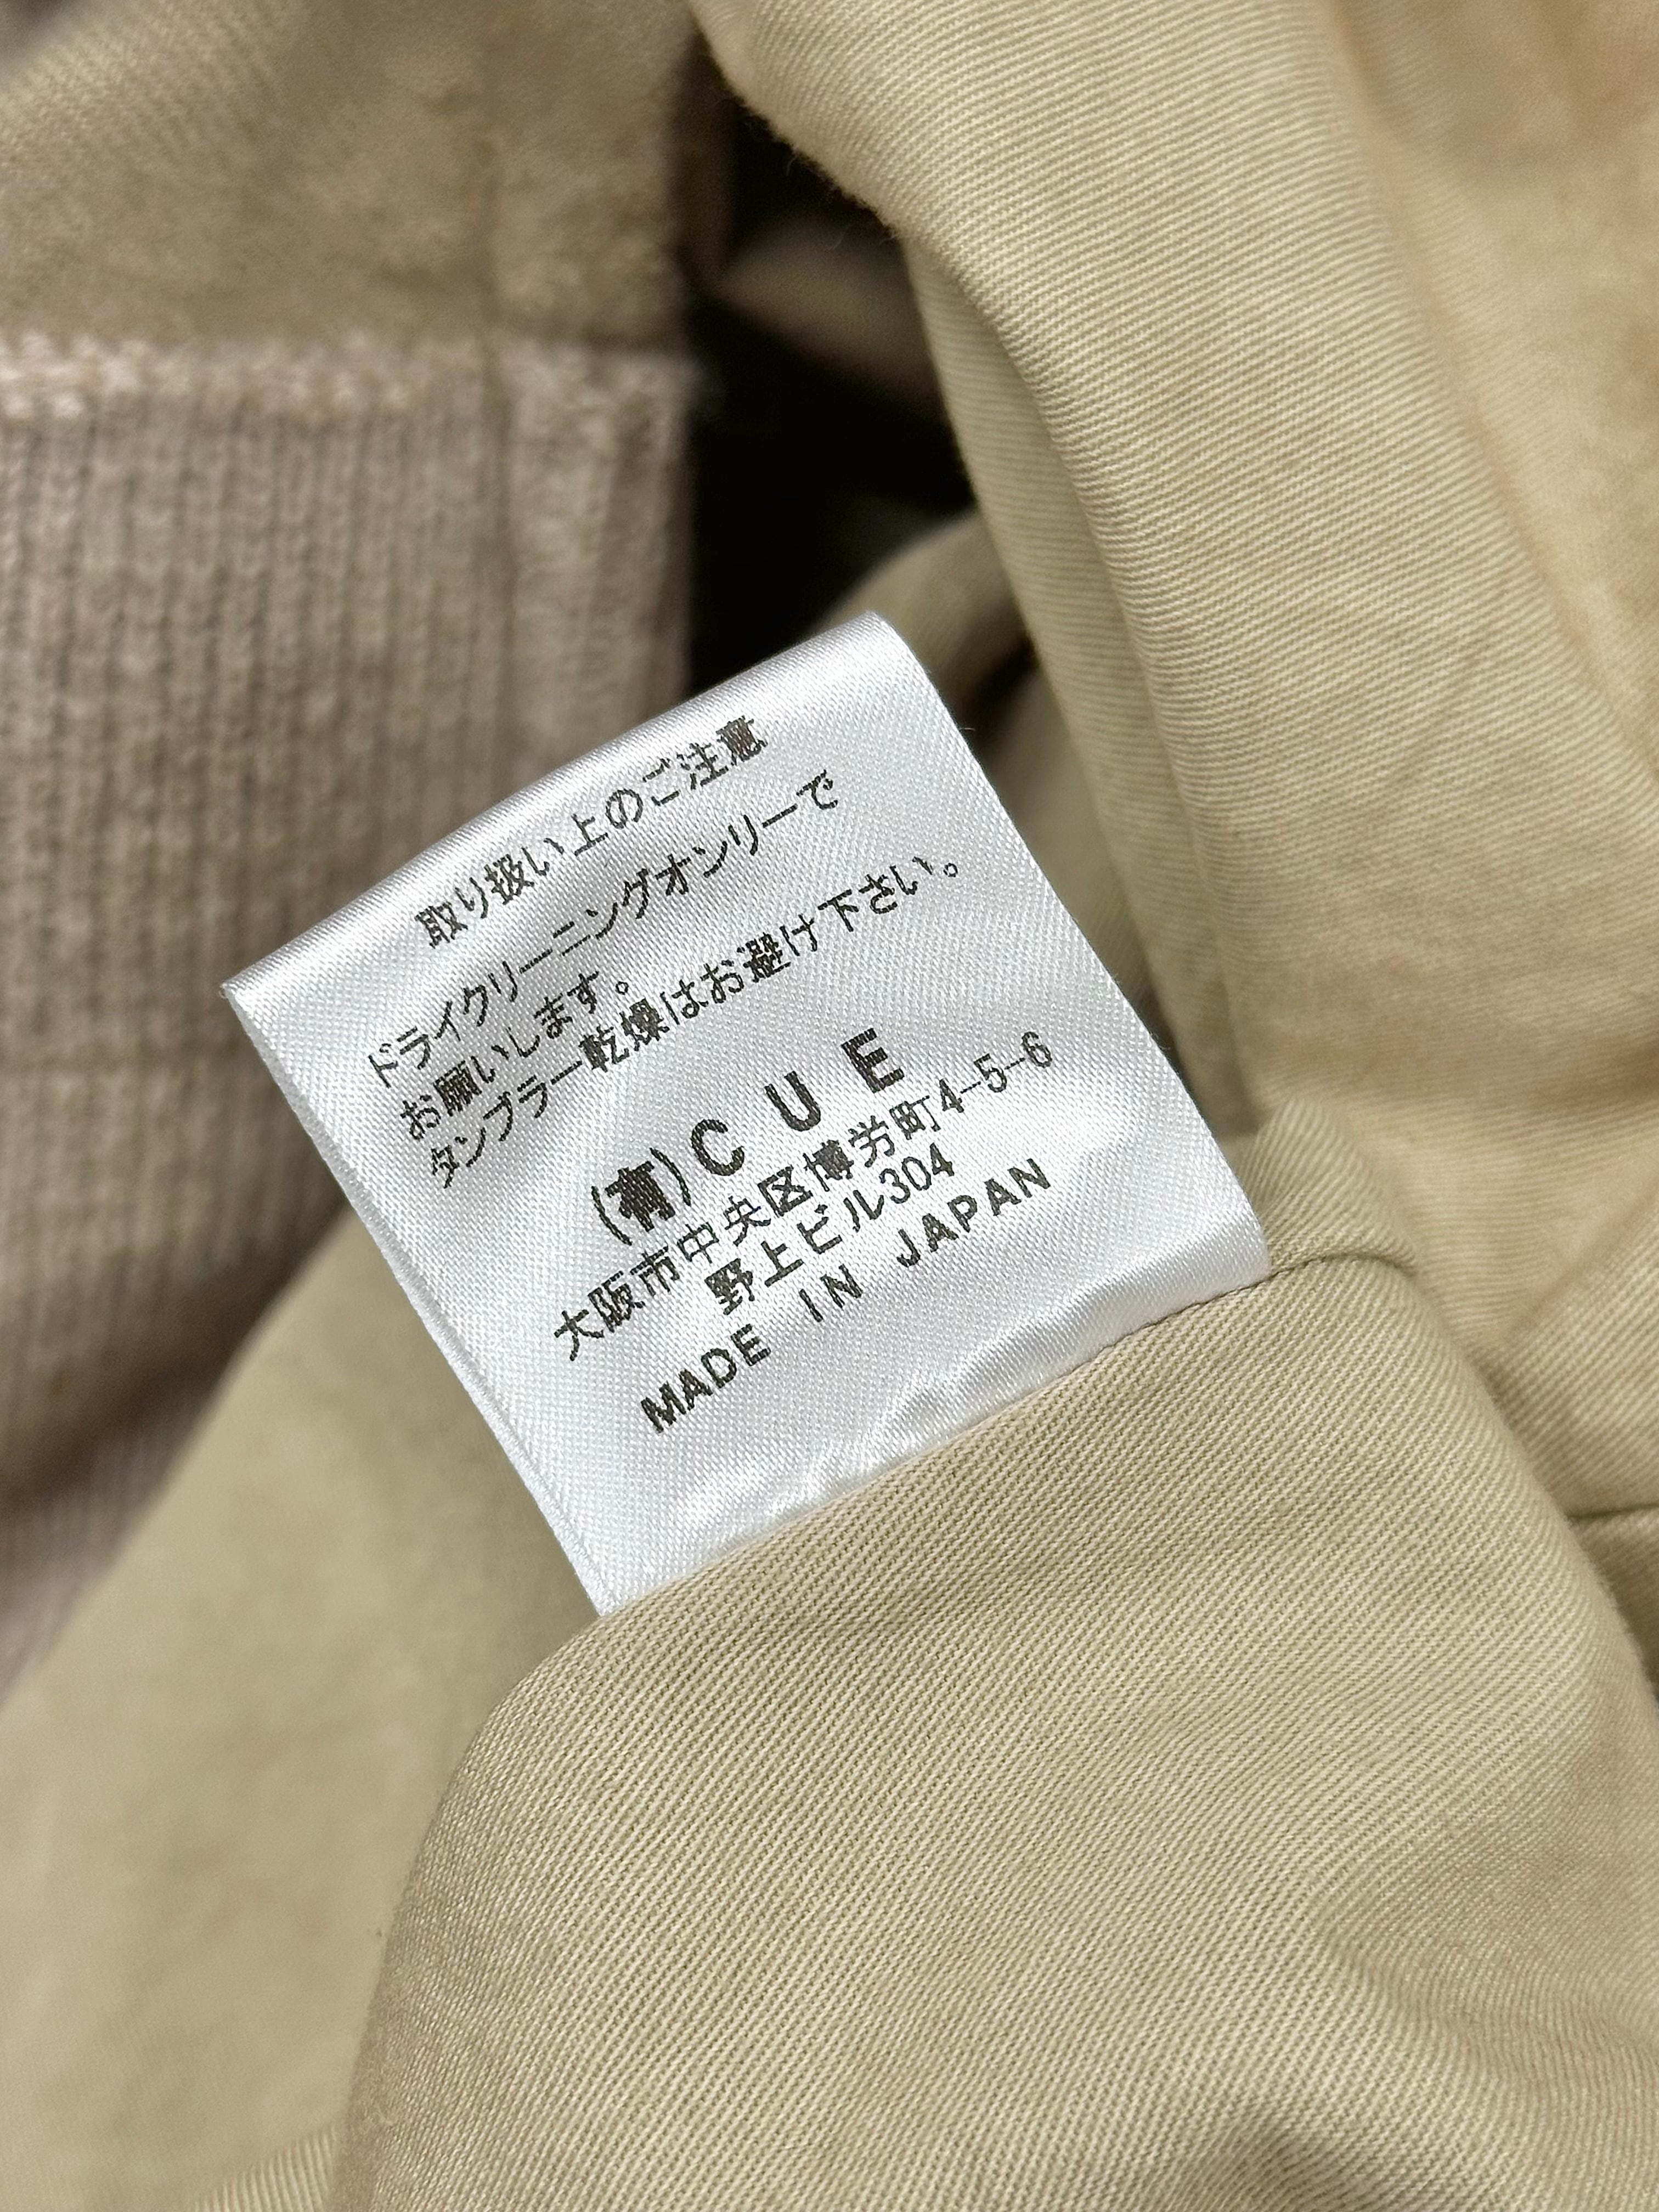 取り扱い上のご注意
ドライクリーニングオンリーで
お願いします。
タンブラー乾燥はお避け下さい。
(有)CUE
大阪市中央区博労町4-5-6
野上ビル304
MADE IN JAPAN